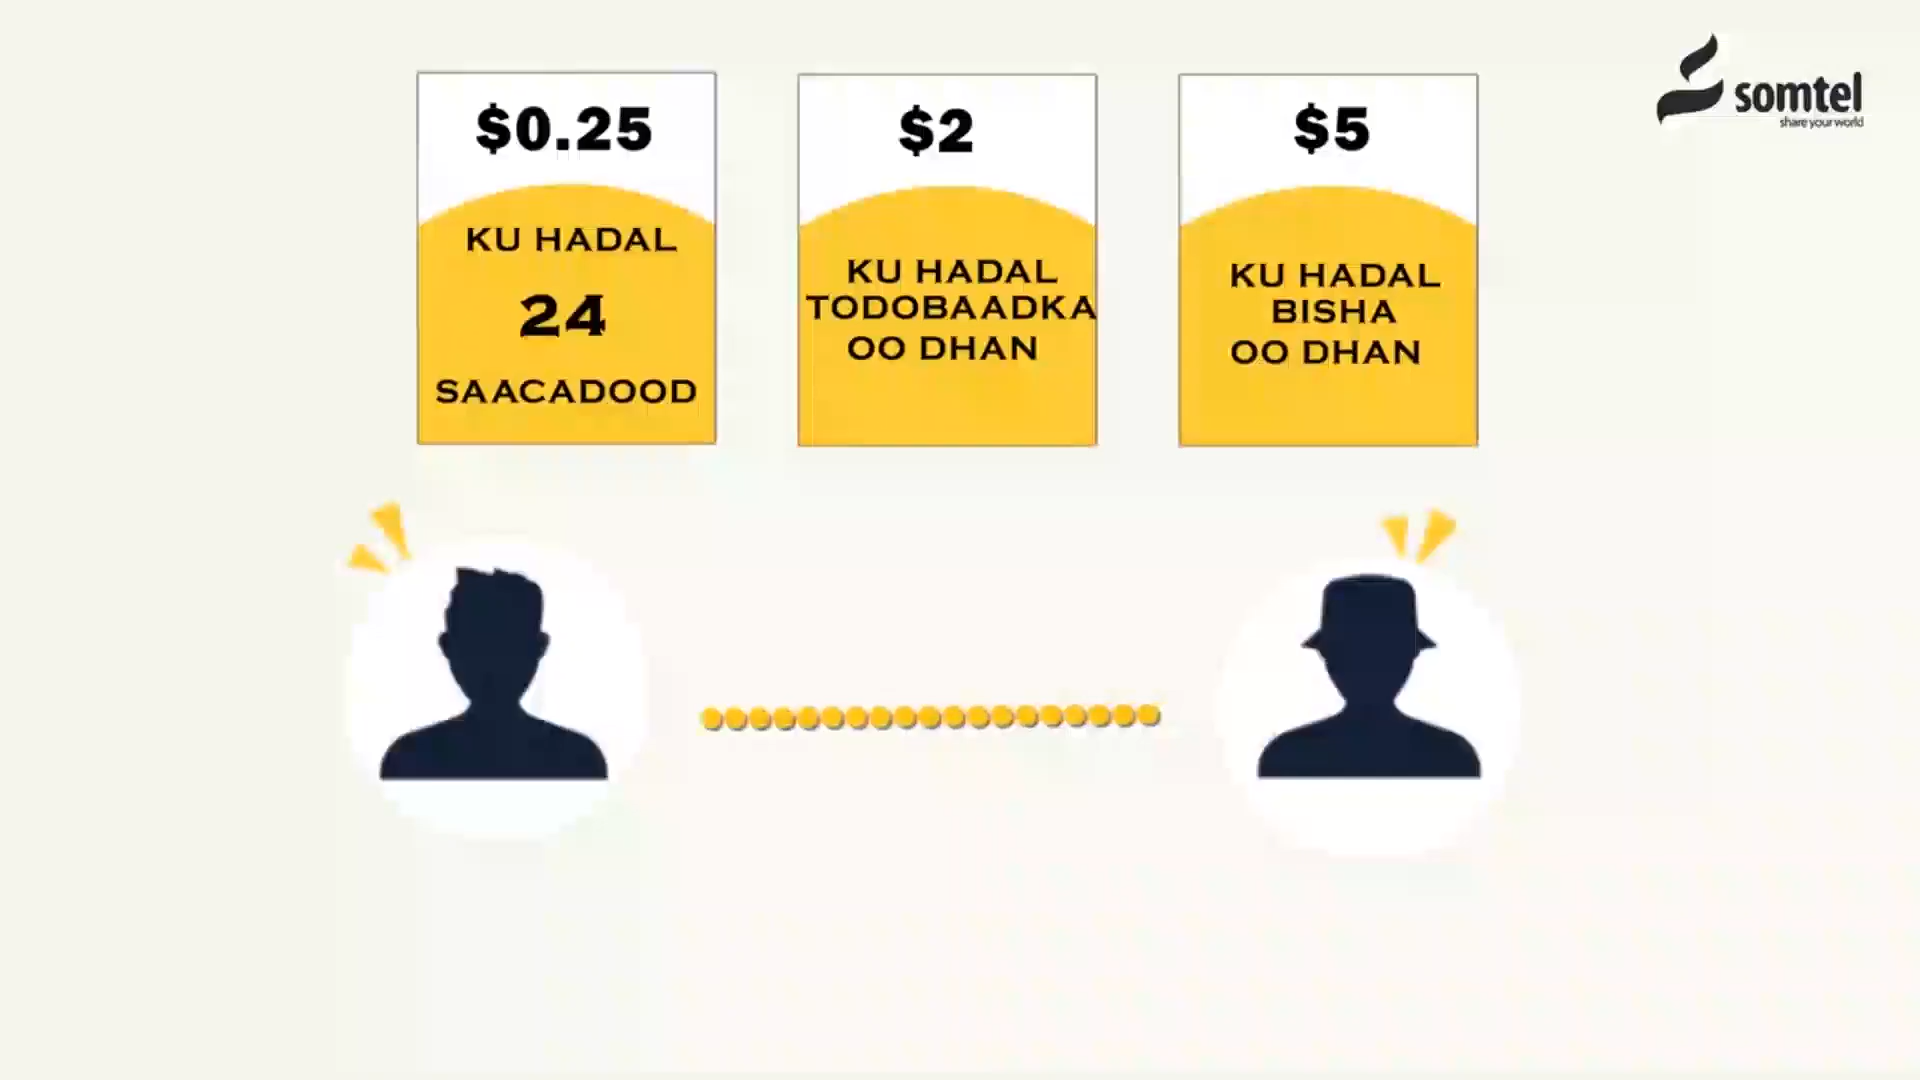 $0.25
KU HADAL
24
SAACADOOD
$2
KU HADAL
TODOBAADKA
OO DHAN
$5
KU HADAL
BISHA
OO DHAN
somtel
share your world